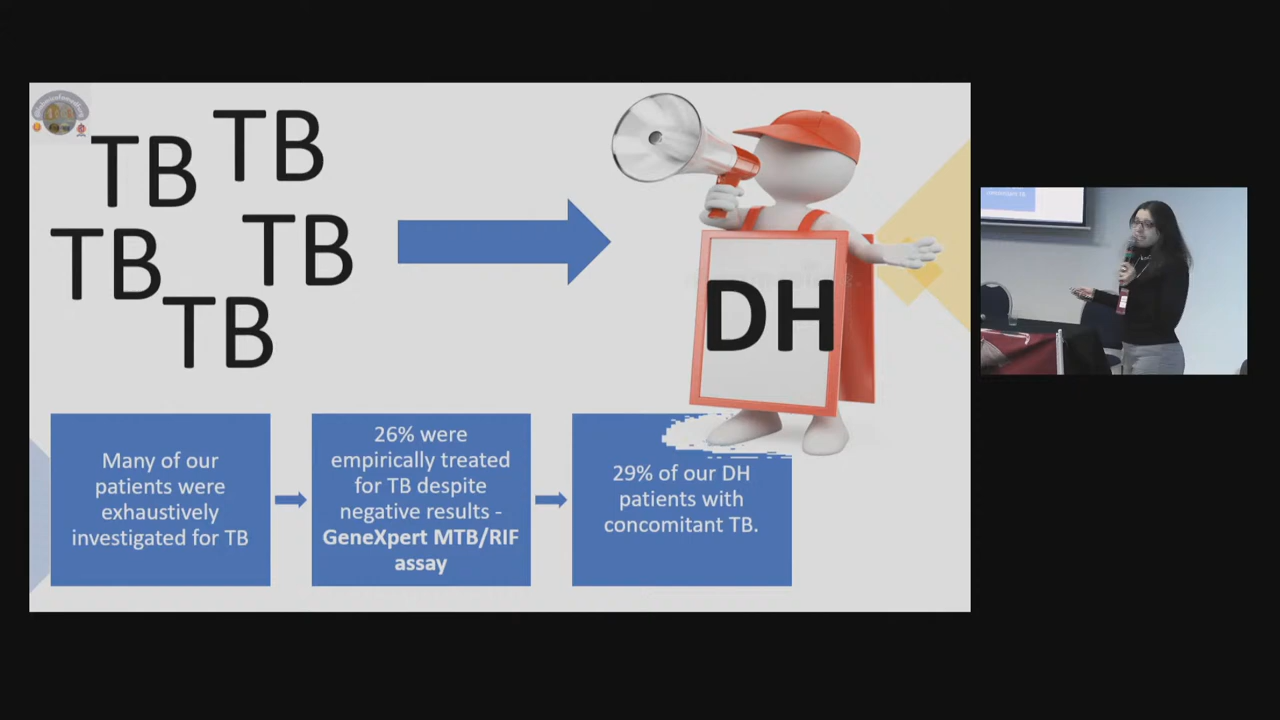 TB
TB
TB
TB
TB
DH
Many of our
patients were
exhaustively
investigated for TB
26% were
empirically treated
for TB despite
negative results -
GeneXpert MTB/RIF
assay
29% of our DH
patients with
concomitant TB.